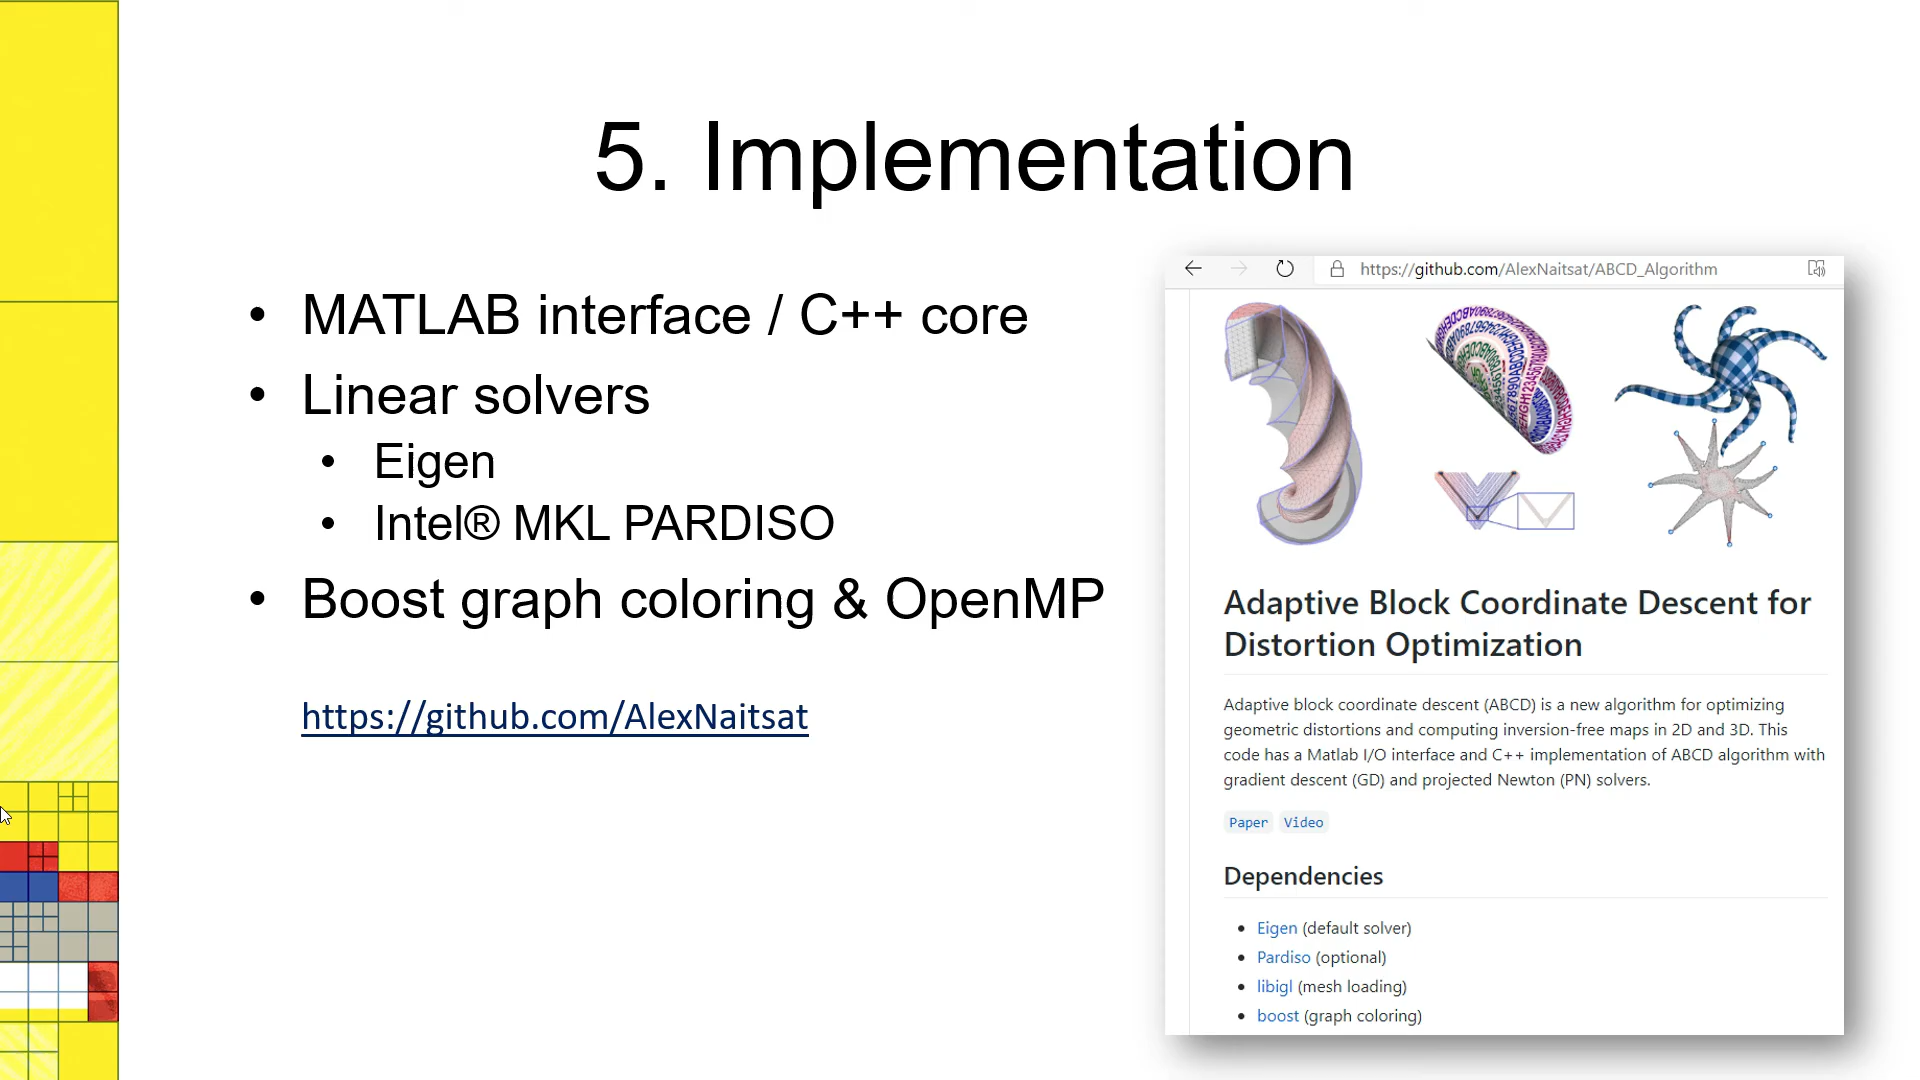 5. Implementation
• MATLAB interface / C++ core
• Linear solvers
• Eigen
• Intel® MKL PARDISO
• Boost graph coloring & OpenMP
https://github.com/AlexNaitsat
https://github.com/AlexNaitsat/ABCD_Algorithm
Adaptive Block Coordinate Descent for
Distortion Optimization
Adaptive block coordinate descent (ABCD) is a new algorithm for optimizing
geometric distortions and computing inversion-free maps in 2D and 3D. This
code has a Matlab I/O interface and C++ implementation of ABCD algorithm with
gradient descent (GD) and projected Newton (PN) solvers.
Paper Video
Dependencies
• Eigen (default solver)
• Pardiso (optional)
• libigl (mesh loading)
• boost (graph coloring)